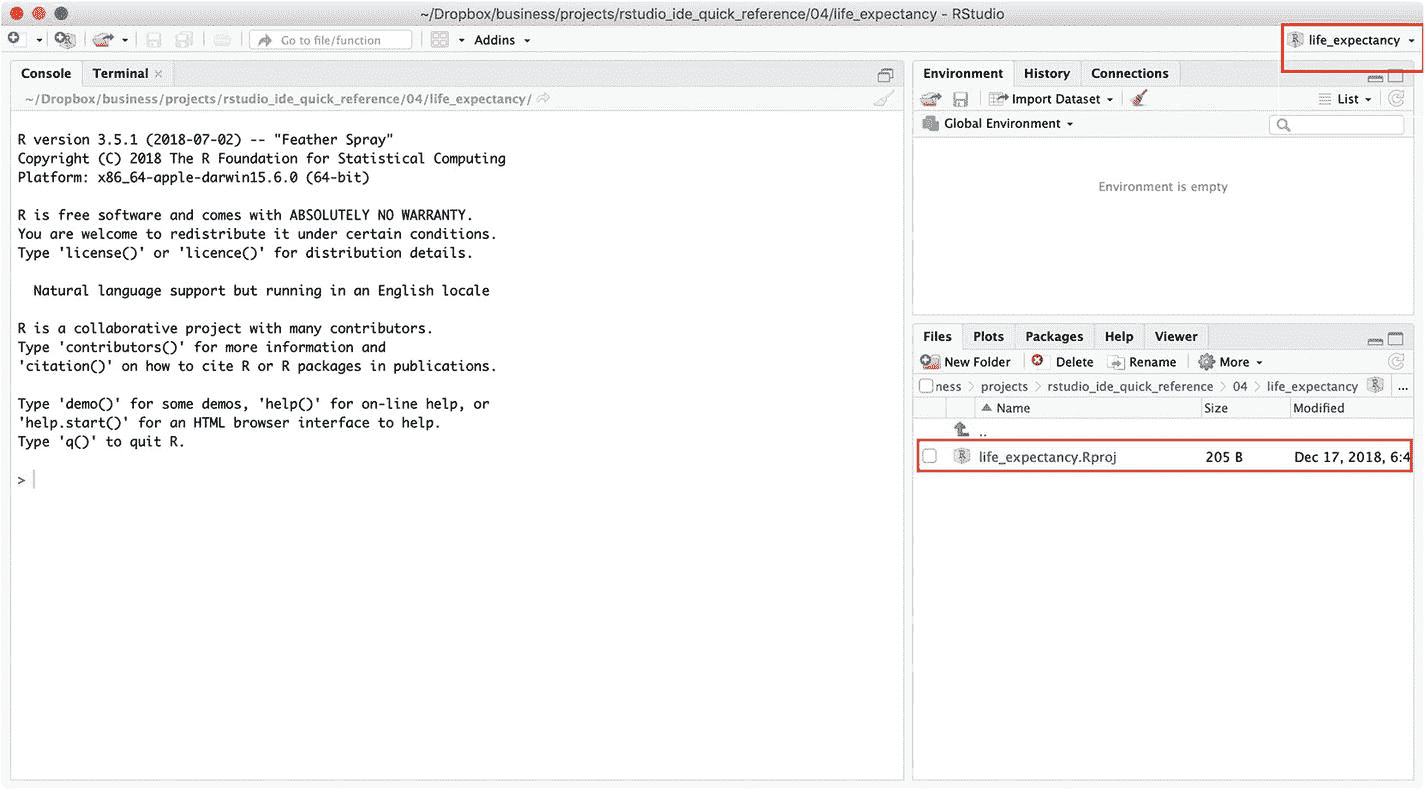 ~/Dropbox/business/projects/rstudio_ide_quick_reference/04/life_expectancy - RStudio
Go to file/function
Addins
life_expectancy
Console Terminal
~/Dropbox/business/projects/rstudio_ide_quick_reference/04/life_expectancy/
R version 3.5.1 (2018-07-02) -- "Feather Spray"
Copyright (C) 2018 The R Foundation for Statistical Computing
Platform: x86_64-apple-darwin15.6.0 (64-bit)
R is free software and comes with ABSOLUTELY NO WARRANTY.
You are welcome to redistribute it under certain conditions.
Type 'license()' or 'licence()' for distribution details.
Natural language support but running in an English locale
R is a collaborative project with many contributors.
Type 'contributors()' for more information and
'citation()' on how to cite R or R packages in publications.
Type 'demo()' for some demos, 'help()' for on-line help, or
'help.start()' for an HTML browser interface to help.
Type 'q()' to quit R.
>
Environment History Connections
Import Dataset List
Global Environment
Environment is empty
Files Plots Packages Help Viewer
New Folder Delete Rename More
ness projects rstudio_ide_quick_reference 04 life_expectancy R ...
Name Size Modified
..
R life_expectancy.Rproj 205 B Dec 17, 2018, 6:4